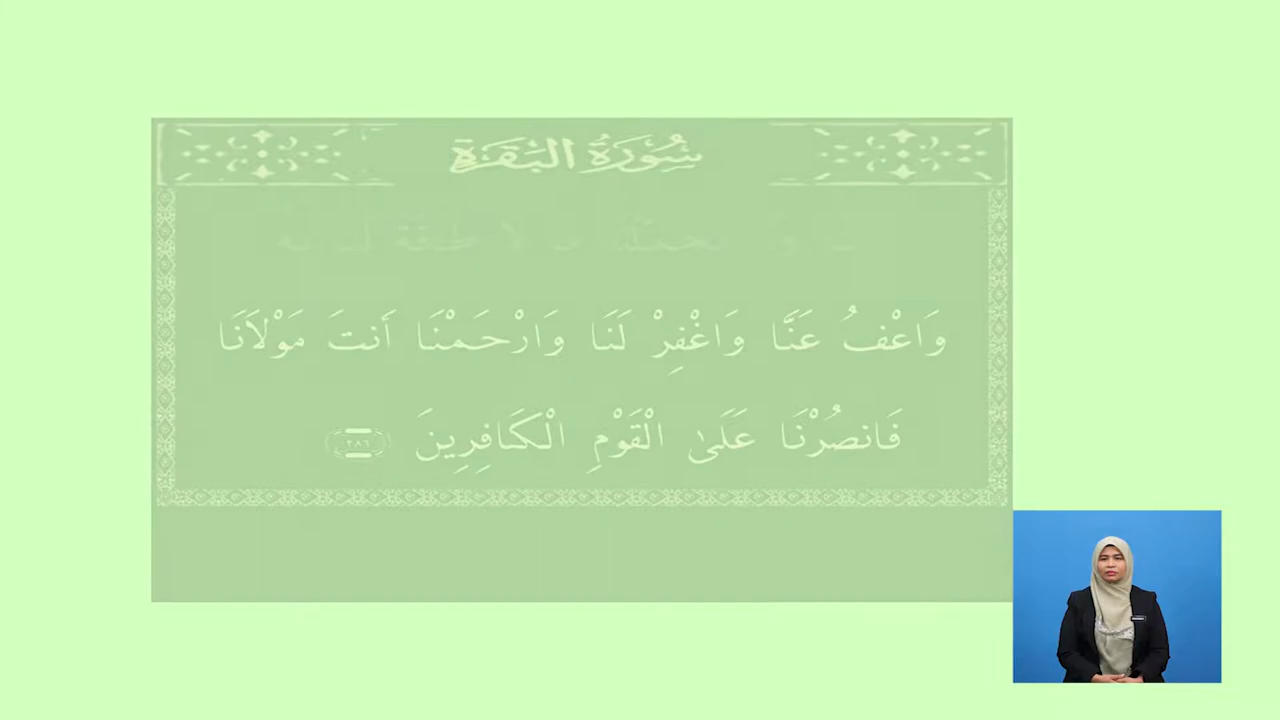 سُورَةُ البَقَرَة
وَاعْفُ عَنَّا وَاغْفِرْ لَنَا وَارْحَمْنَا أَنتَ مَوْلَانَا
فَانصُرْنَا عَلَىٰ الْقَوْمِ الْكَافِرِينَ ٢٨٦